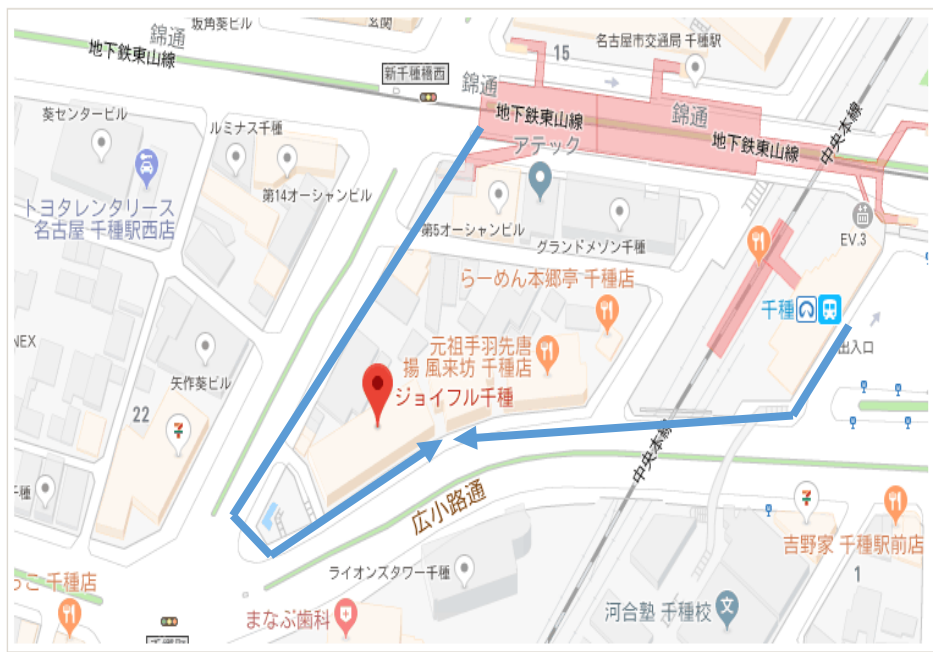 坂角葵ビル
玄関
錦通
地下鉄東山線
15
名古屋市交通局 千種駅
新千種橋西
錦通
地下鉄東山線
錦通
地下鉄東山線
中央本線
葵センタービル
ルミナス千種
アテック
第14オーシャンビル
トヨタレンタリース
名古屋 千種駅西店
第5オーシャンビル
グランドメゾン千種
EV.3
らーめん本郷亭 千種店
千種
出入口
NEX
元祖手羽先唐
揚 風来坊 千種店
矢作葵ビル
ジョイフル千種
22
中央本線
千種
広小路通
吉野家 千種駅前店
ライオンズタワー千種
1
こ 千種店
まなぶ歯科
河合塾 千種校